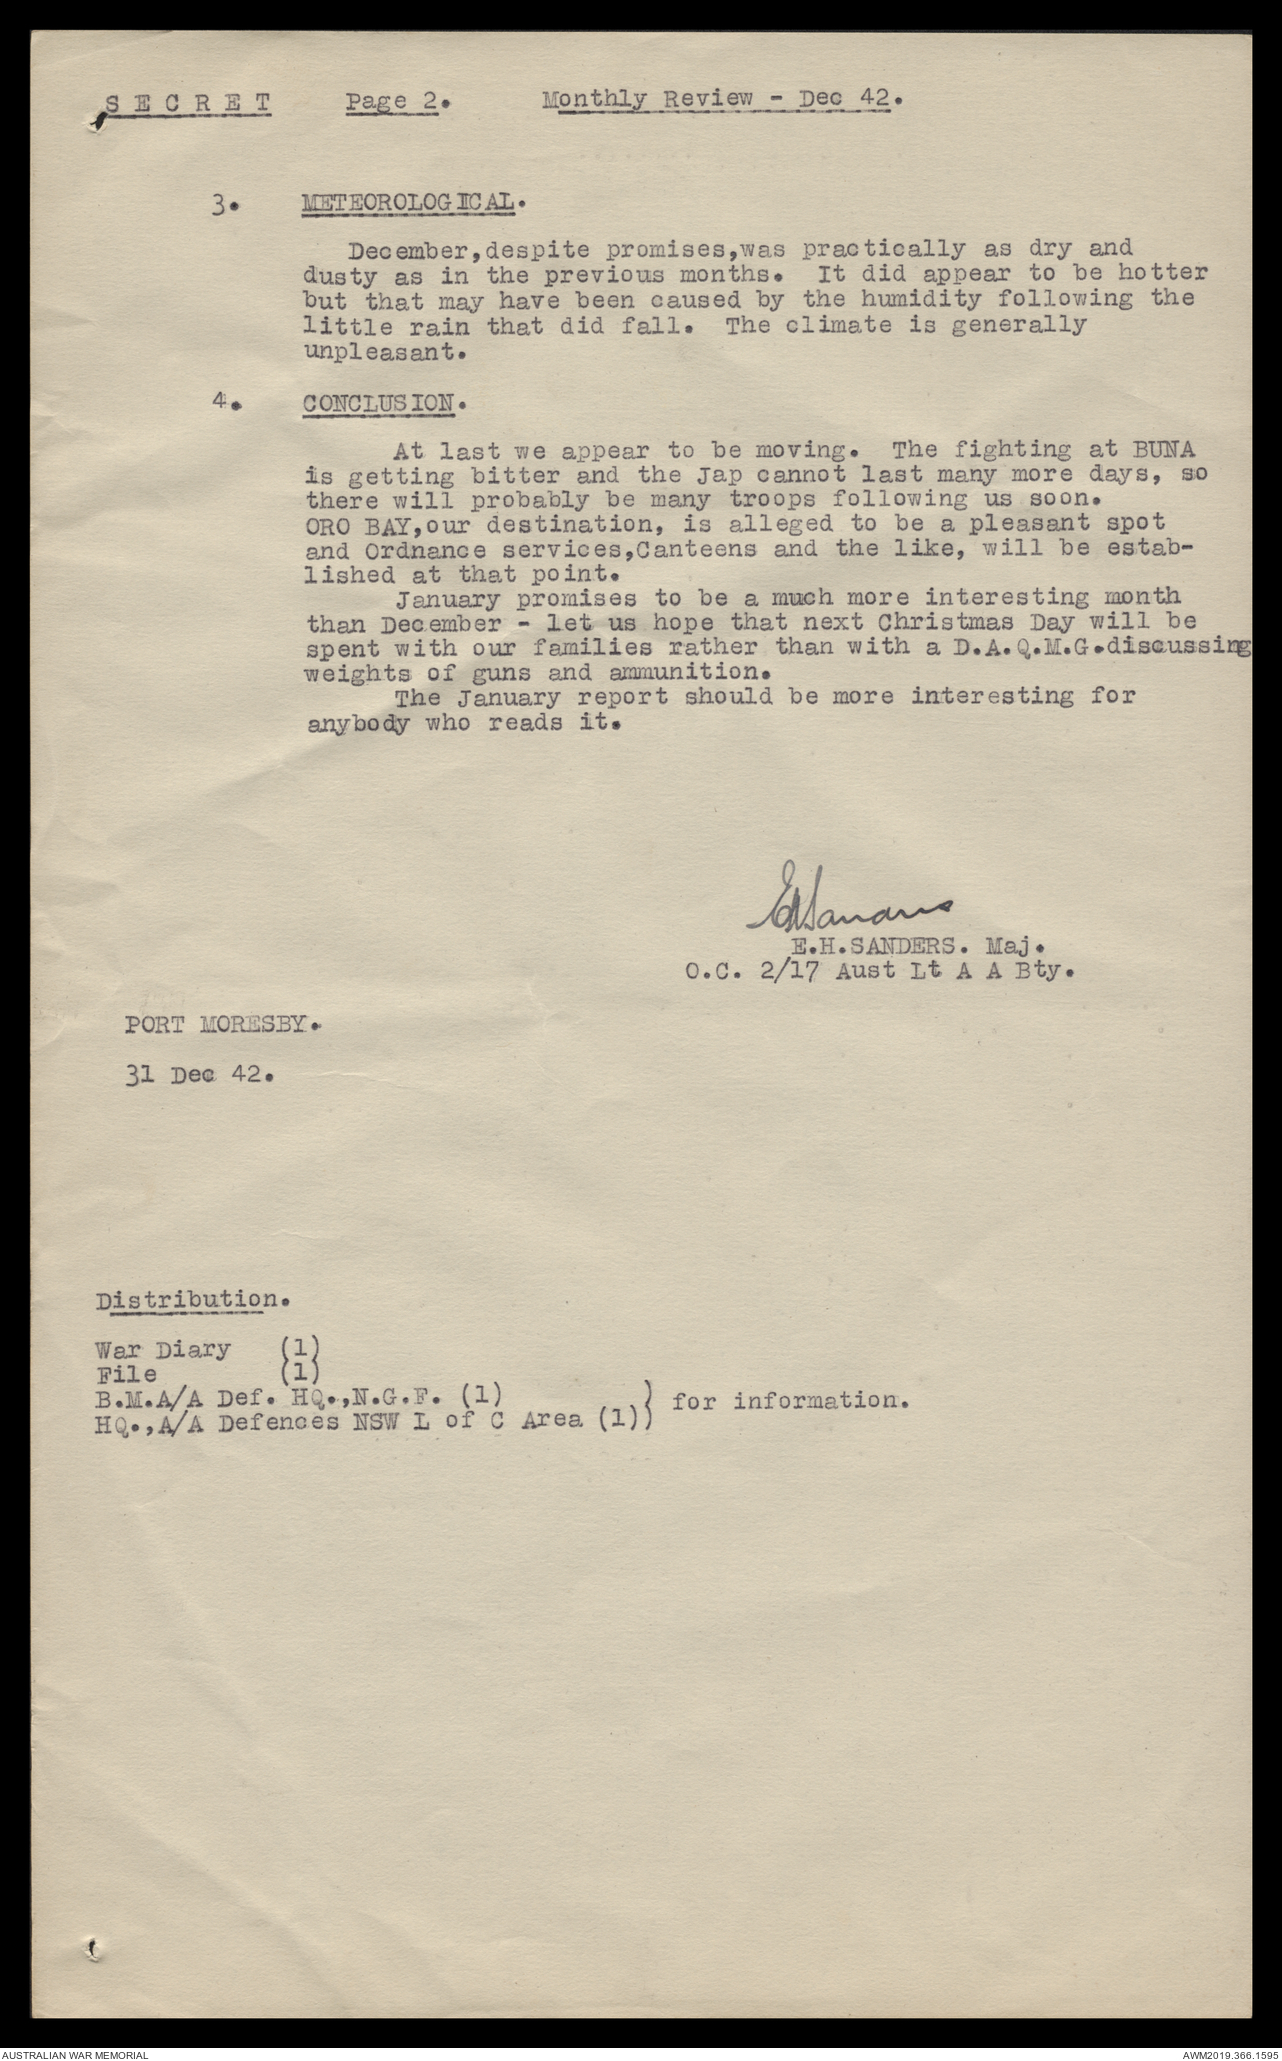 S E C R E T Page 2. Monthly Review - Dec 42.
3. METEOROLOGICAL.
December,despite promises,was practically as dry and
dusty as in the previous months. It did appear to be hotter
but that may have been caused by the humidity following the
little rain that did fall. The climate is generally
unpleasant.
4. CONCLUSION.
At last we appear to be moving. The fighting at BUNA
is getting bitter and the Jap cannot last many more days, so
there will probably be many troops following us soon.
ORO BAY,our destination, is alleged to be a pleasant spot
and Ordnance services,Canteens and the like, will be estab-
lished at that point.
January promises to be a much more interesting month
than December - let us hope that next Christmas Day will be
spent with our families rather than with a D.A.Q.M.G.discussing
weights of guns and ammunition.
The January report should be more interesting for
anybody who reads it.
EHSanders
E.H.SANDERS. Maj.
O.C. 2/17 Aust Lt A A Bty.
PORT MORESBY.
31 Dec 42.
Distribution.
War Diary (1)
File (1)
B.M.A/A Def. HQ.,N.G.F. (1) ) for information.
HQ.,A/A Defences NSW L of C Area (1))
AUSTRALIAN WAR MEMORIAL AWM2019.366.1595